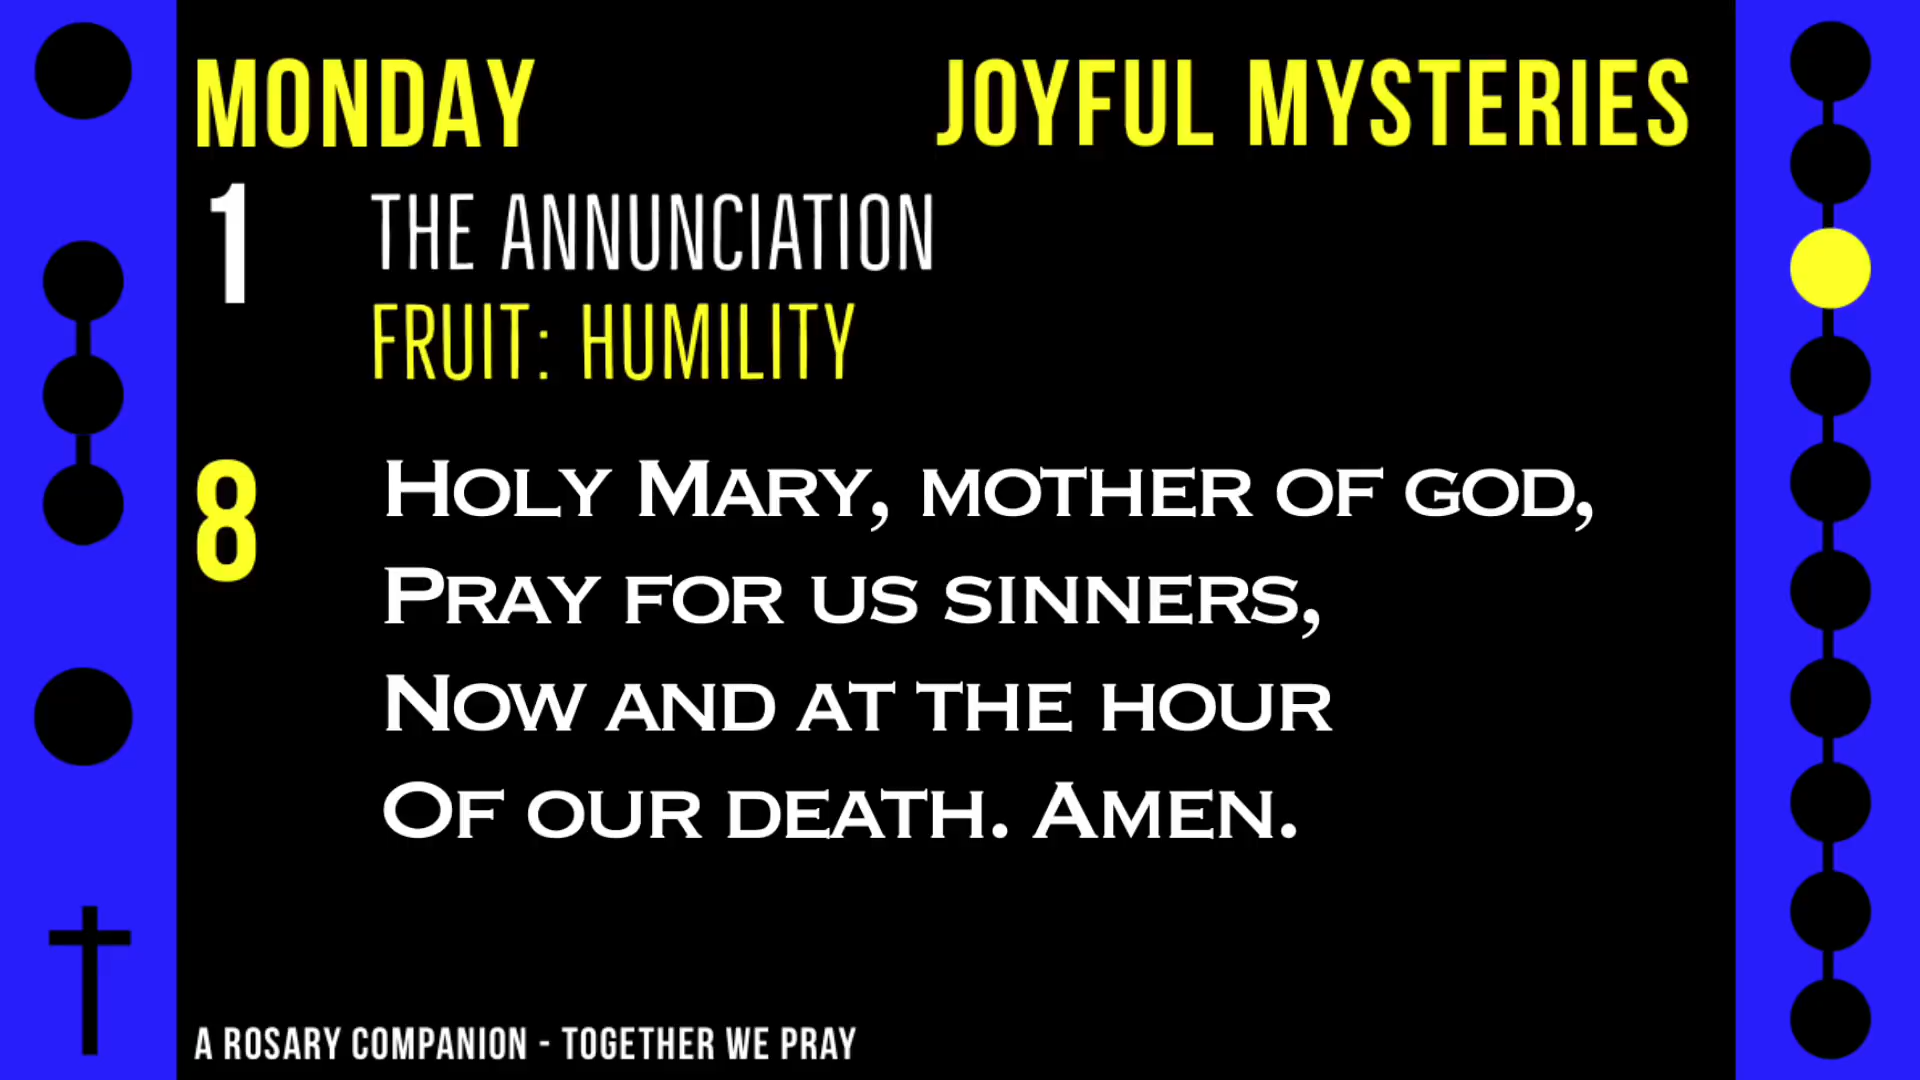 MONDAY JOYFUL MYSTERIES
1 THE ANNUNCIATION
FRUIT: HUMILITY
8 Holy Mary, mother of god,
Pray for us sinners,
Now and at the hour
Of our death. Amen.
A ROSARY COMPANION - TOGETHER WE PRAY